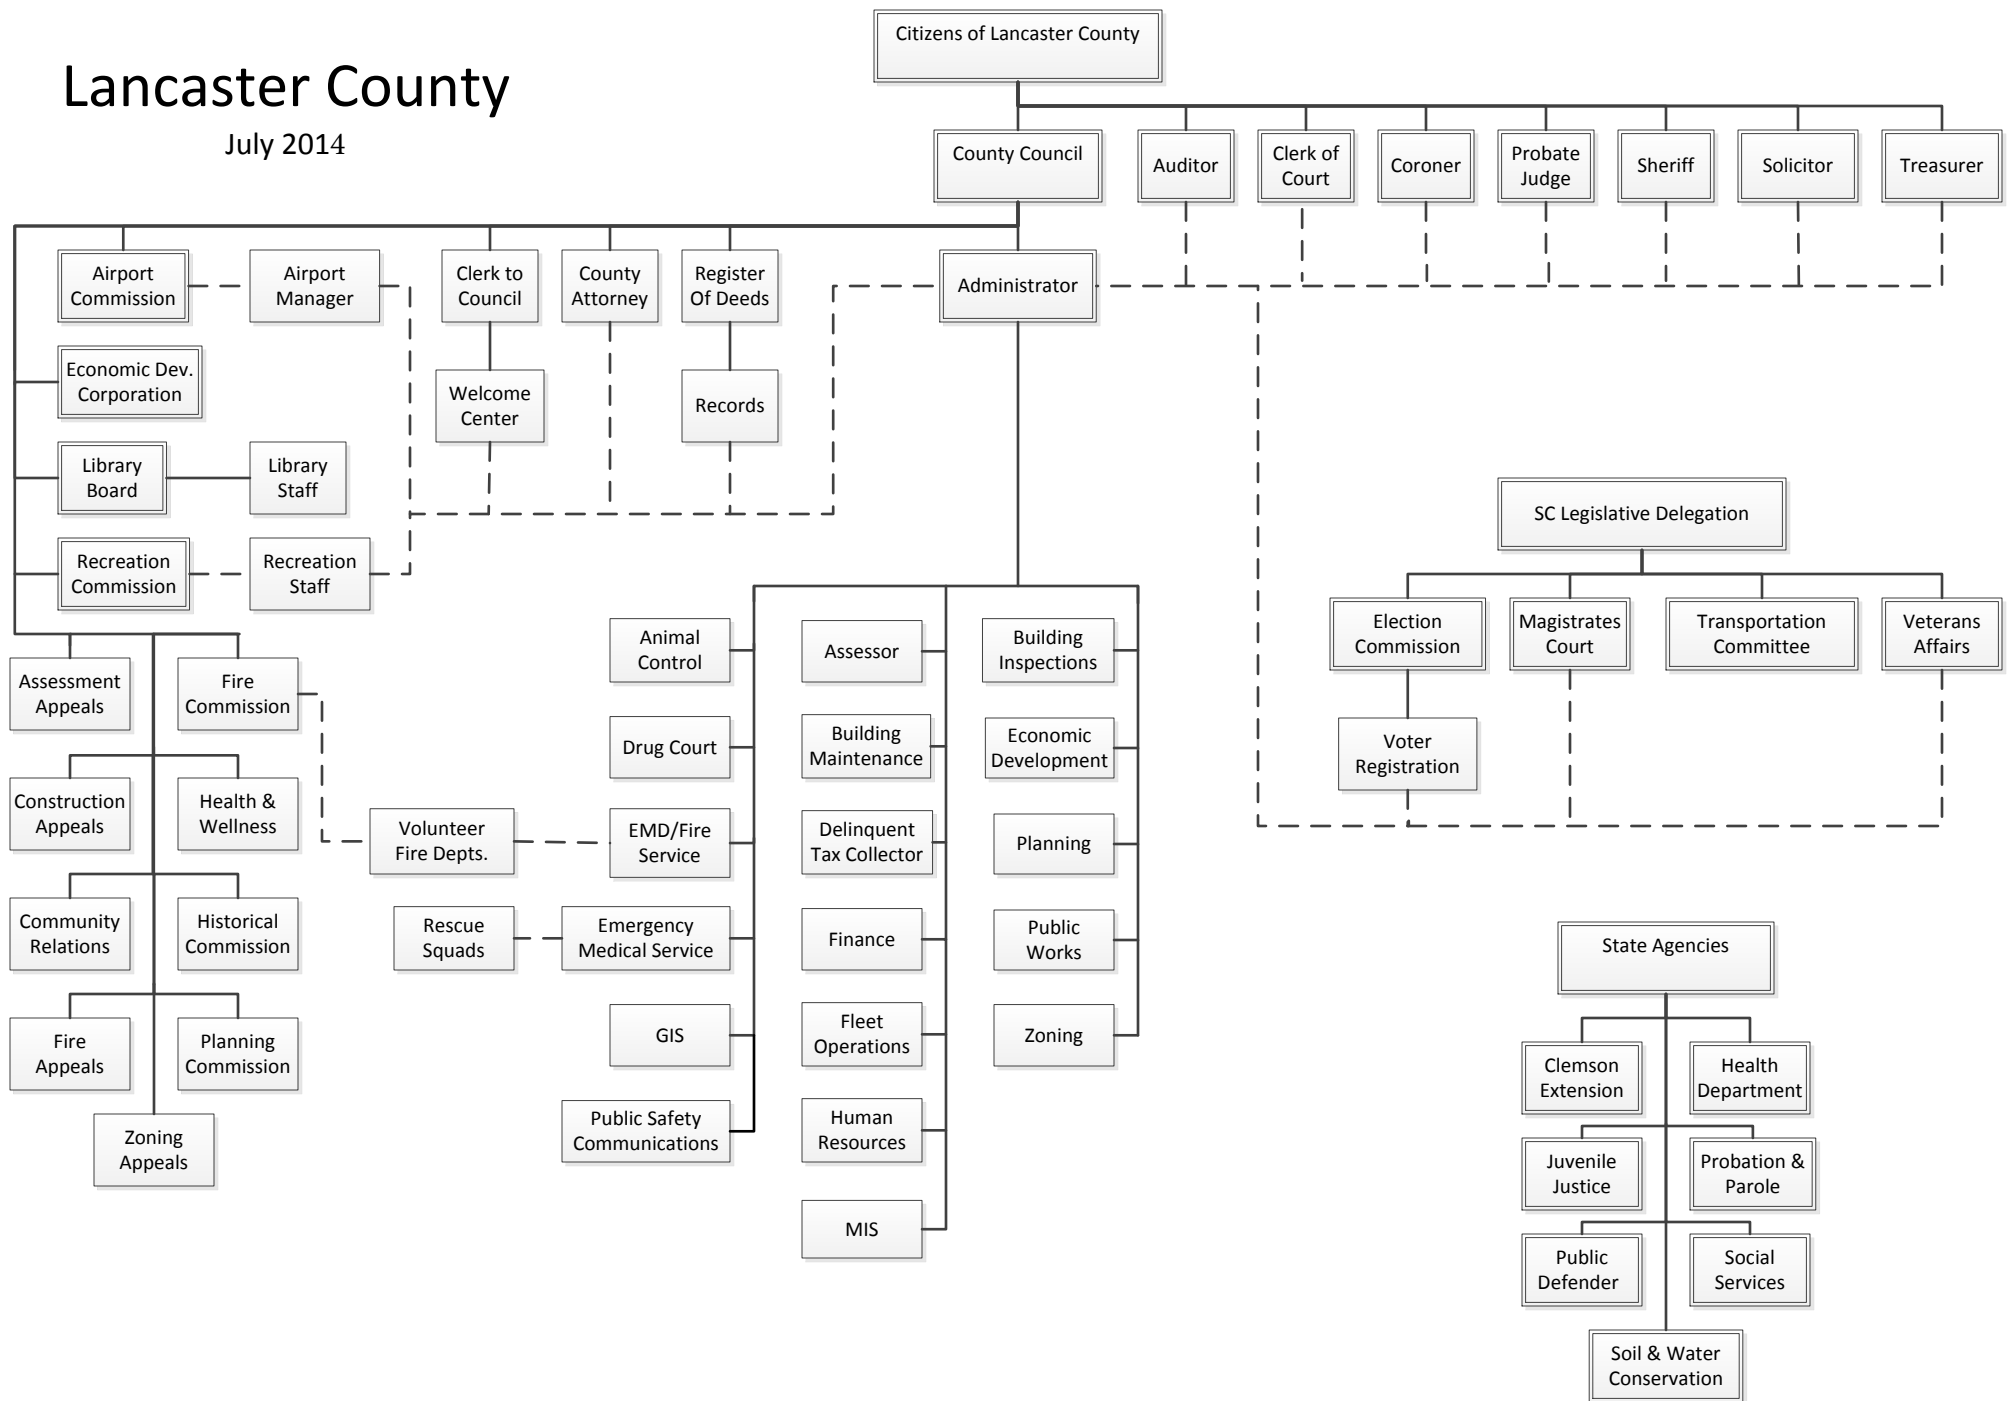 Lancaster County
July 2014
Citizens of Lancaster County
County Council
Auditor
Clerk of
Court
Coroner
Probate
Judge
Sheriff
Solicitor
Treasurer
Airport
Commission
Airport
Manager
Clerk to
Council
County
Attorney
Register
Of Deeds
Administrator
Economic Dev.
Corporation
Welcome
Center
Records
Library
Board
Library
Staff
Recreation
Commission
Recreation
Staff
SC Legislative Delegation
Election
Commission
Magistrates
Court
Transportation
Committee
Veterans
Affairs
Voter
Registration
Assessment
Appeals
Fire
Commission
Construction
Appeals
Health &
Wellness
Community
Relations
Historical
Commission
Fire
Appeals
Planning
Commission
Zoning
Appeals
Volunteer
Fire Depts.
Rescue
Squads
Animal
Control
Drug Court
EMD/Fire
Service
Emergency
Medical Service
GIS
Public Safety
Communications
Assessor
Building
Maintenance
Delinquent
Tax Collector
Finance
Fleet
Operations
Human
Resources
MIS
Building
Inspections
Economic
Development
Planning
Public
Works
Zoning
State Agencies
Clemson
Extension
Health
Department
Juvenile
Justice
Probation &
Parole
Public
Defender
Social
Services
Soil & Water
Conservation